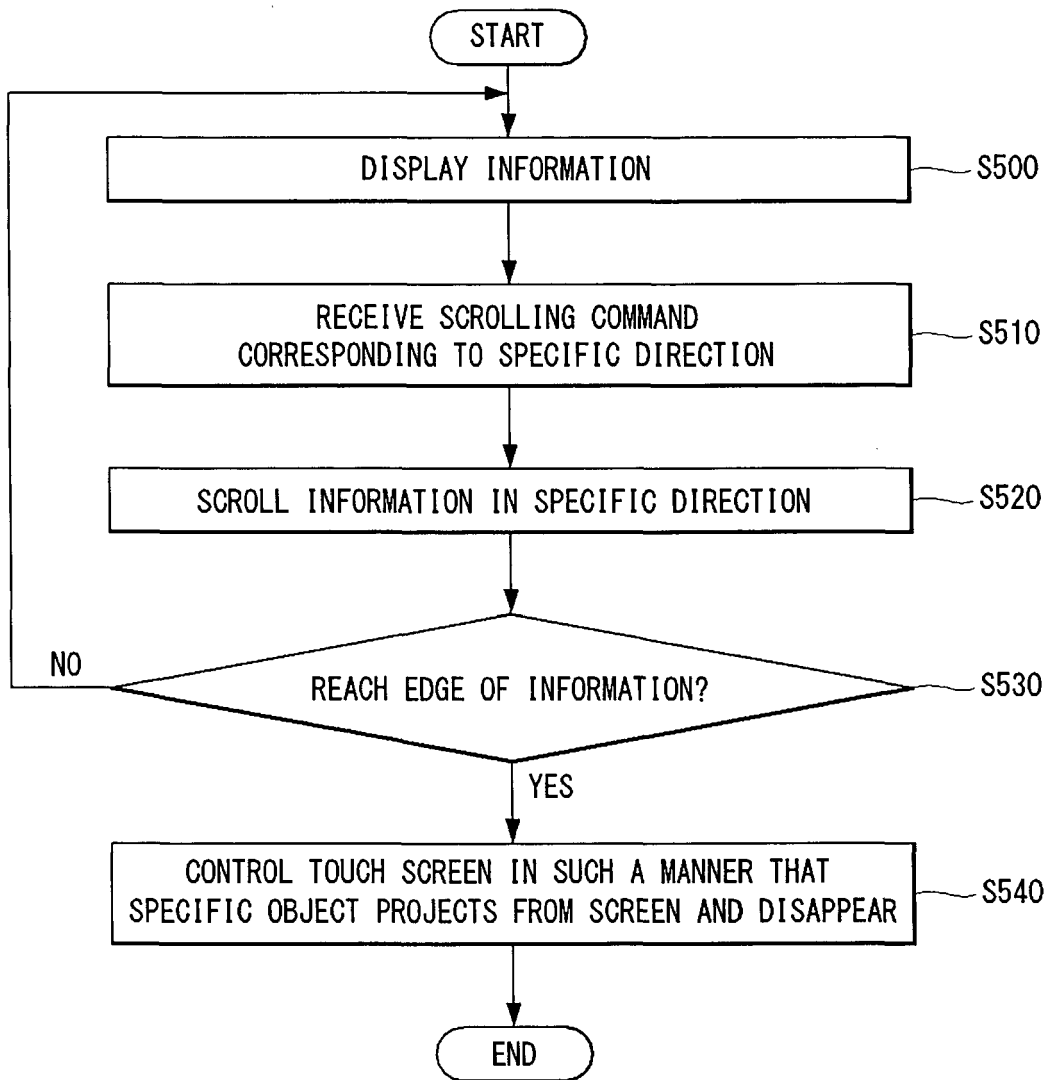 START
DISPLAY INFORMATION
S500
RECEIVE SCROLLING COMMAND
CORRESPONDING TO SPECIFIC DIRECTION
S510
SCROLL INFORMATION IN SPECIFIC DIRECTION
S520
NO
REACH EDGE OF INFORMATION?
S530
YES
CONTROL TOUCH SCREEN IN SUCH A MANNER THAT
SPECIFIC OBJECT PROJECTS FROM SCREEN AND DISAPPEAR
S540
END